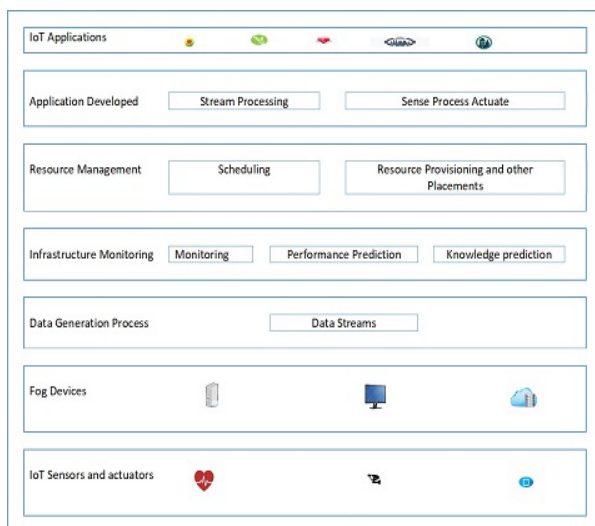 IoT Applications
Application Developed
Stream Processing
Sense Process Actuate
Resource Management
Scheduling
Resource Provisioning and other
Placements
Infrastructure Monitoring
Monitoring
Performance Prediction
Knowledge prediction
Data Generation Process
Data Streams
Fog Devices
IoT Sensors and actuators